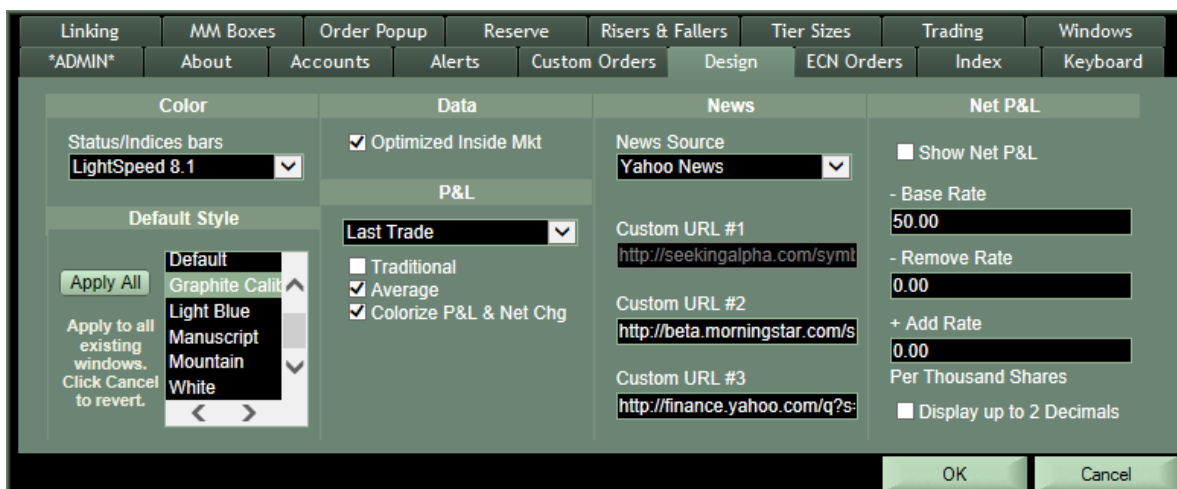 Linking MM Boxes Order Popup Reserve Risers & Fallers Tier Sizes Trading Windows
*ADMIN* About Accounts Alerts Custom Orders Design ECN Orders Index Keyboard
Color
Status/Indices bars
LightSpeed 8.1
Default Style
Apply All
Apply to all
existing
windows.
Click Cancel
to revert.
Default
Graphite Calib
Light Blue
Manuscript
Mountain
White
Data
Optimized Inside Mkt
P&L
Last Trade
Traditional
Average
Colorize P&L & Net Chg
News
News Source
Yahoo News
Custom URL #1
http://seekingalpha.com/symb
Custom URL #2
http://beta.morningstar.com/s
Custom URL #3
http://finance.yahoo.com/q?s=
Net P&L
Show Net P&L
- Base Rate
50.00
- Remove Rate
0.00
+ Add Rate
0.00
Per Thousand Shares
Display up to 2 Decimals
OK Cancel